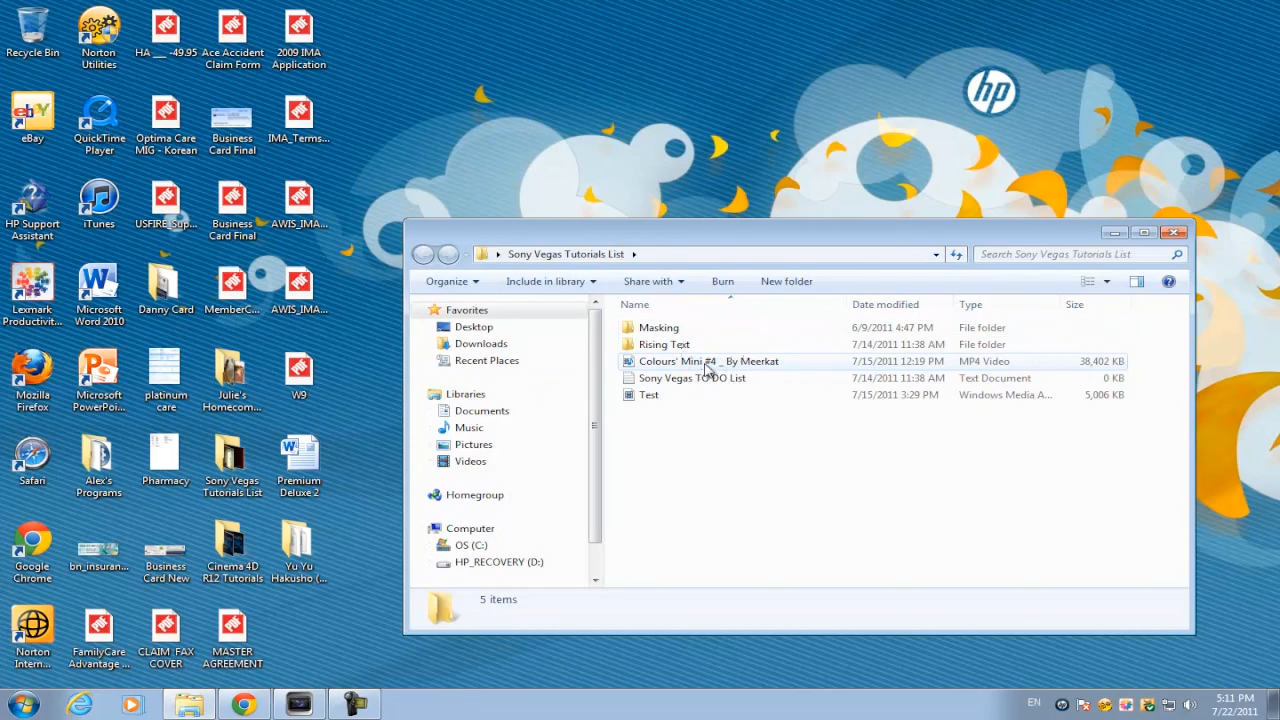 Recycle Bin
Norton Utilities
HA ___ -49.95
Ace Accident Claim Form
2009 IMA Application
hp
eBay
QuickTime Player
Optima Care MIG - Korean
Business Card Final
IMA_Terms...
HP Support Assistant
iTunes
USFIRE_Sup...
Business Card Final
AWIS_IMA...
Lexmark Productivit...
Microsoft Word 2010
Danny Card
MemberC...
AWIS_IMA...
Mozilla Firefox
Microsoft PowerPoi...
platinum care
Julie's Homecom...
W9
Safari
Alex's Programs
Pharmacy
Sony Vegas Tutorials List
Premium Deluxe 2
Google Chrome
bn_insuran...
Business Card New
Cinema 4D R12 Tutorials
Yu Yu Hakusho (...
Norton Intern...
FamilyCare Advantage ...
CLAIM_FAX COVER
MASTER AGREEMENT
Sony Vegas Tutorials List
Search Sony Vegas Tutorials List
Organize Include in library Share with Burn New folder
Favorites
Desktop
Downloads
Recent Places
Libraries
Documents
Music
Pictures
Videos
Homegroup
Computer
OS (C:)
HP_RECOVERY (D:)
Name Date modified Type Size
Masking 6/9/2011 4:47 PM File folder
Rising Text 7/14/2011 11:38 AM File folder
Colours' Mini #4 _ By Meerkat 7/15/2011 12:19 PM MP4 Video 38,402 KB
Sony Vegas TO DO List 7/14/2011 11:38 AM Text Document 0 KB
Test 7/15/2011 3:29 PM Windows Media A... 5,006 KB
5 items
EN
5:11 PM
7/22/2011